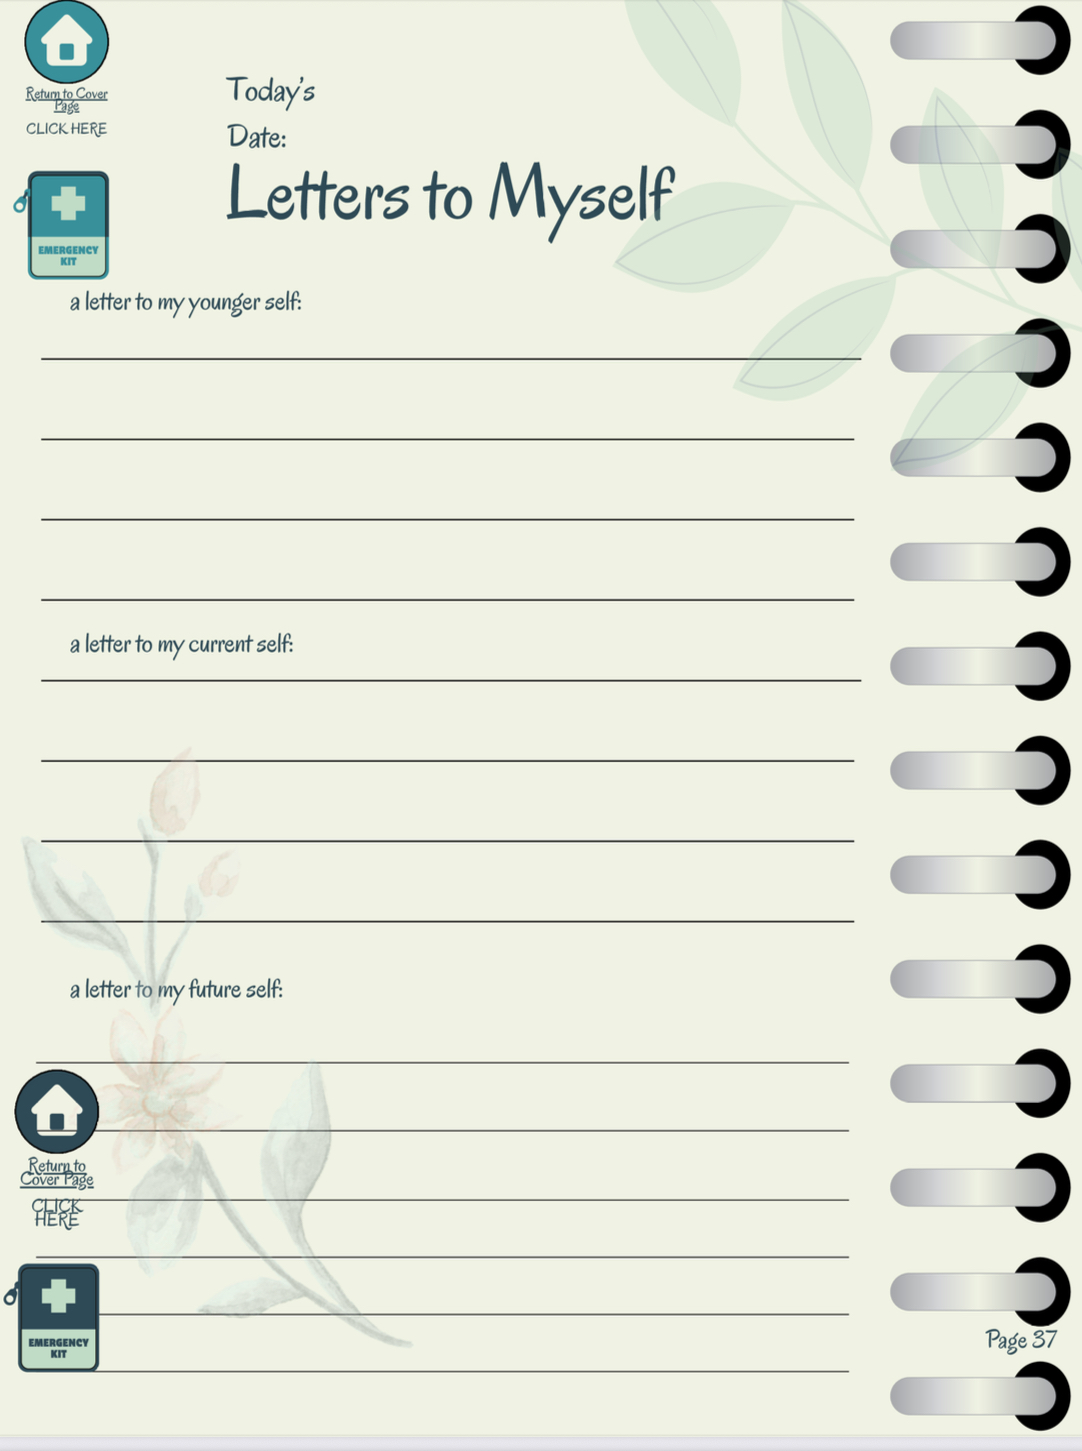 Return to Cover
Page
CLICK HERE
Today's
Date:
Letters to Myself
EMERGENCY
KIT
a letter to my younger self:
a letter to my current self:
a letter to my future self:
Return to
Cover Page
CLICK
HERE
EMERGENCY
KIT
Page 37